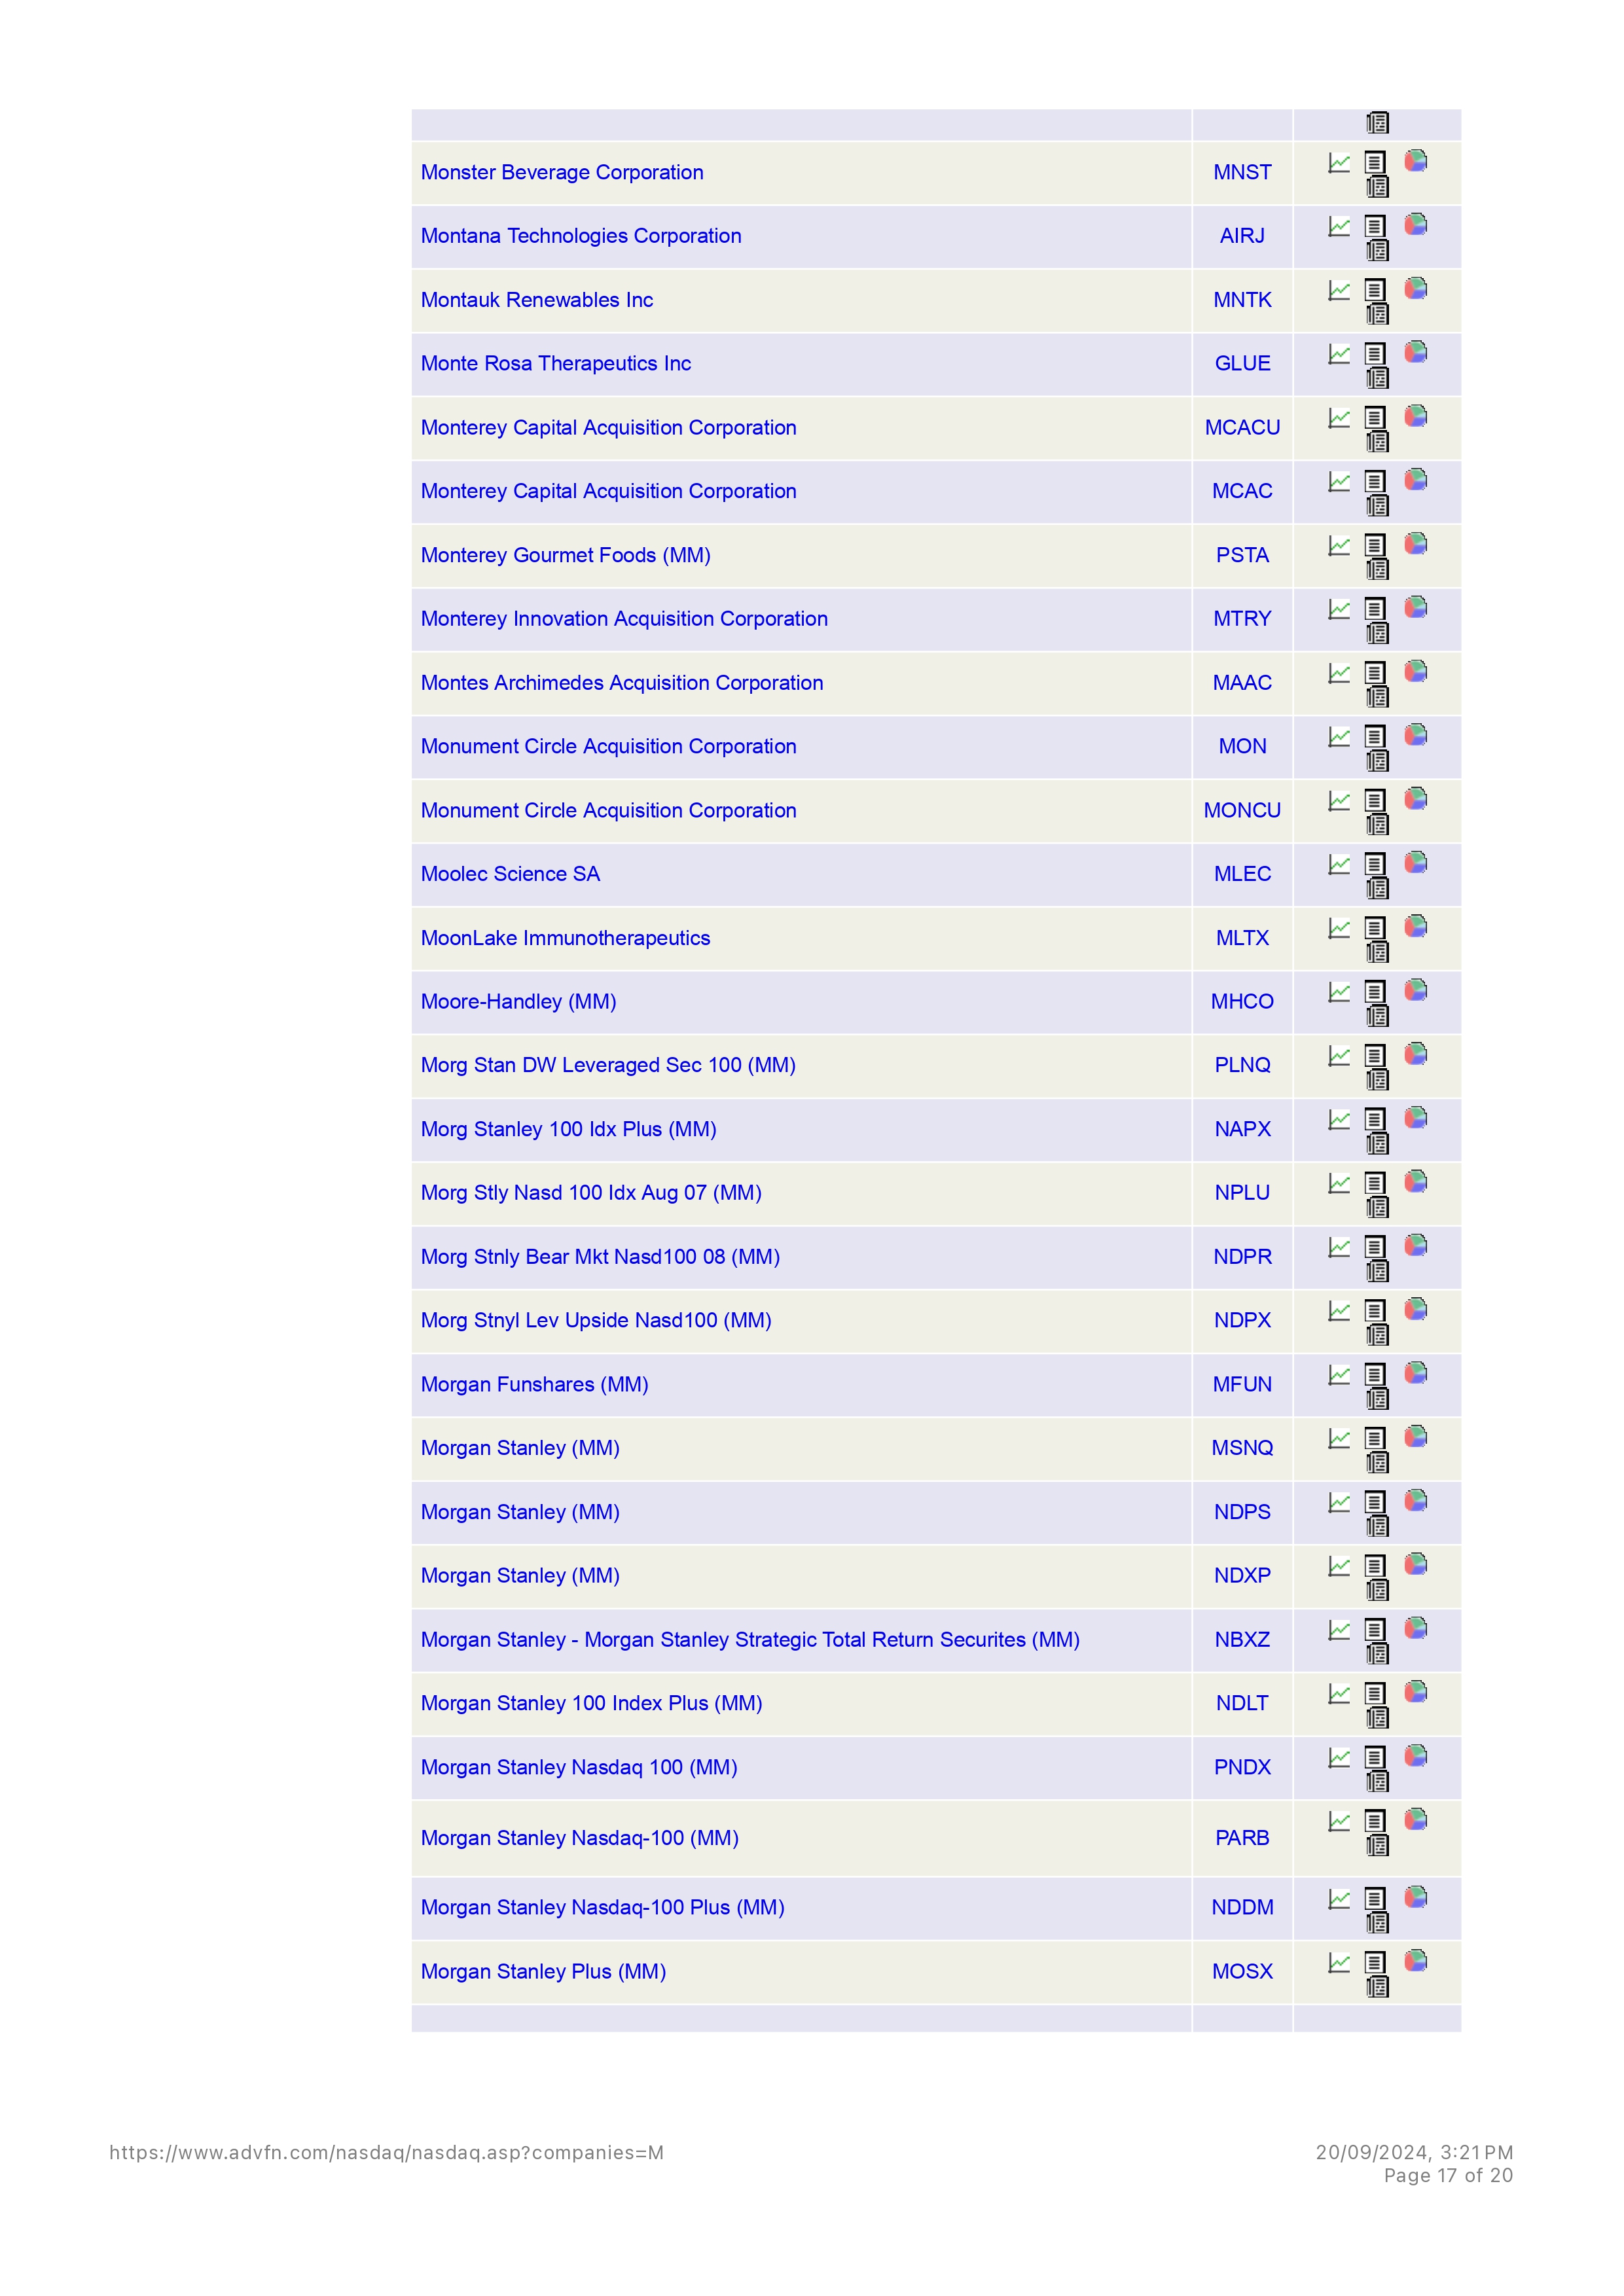 Monster Beverage Corporation MNST
Montana Technologies Corporation AIRJ
Montauk Renewables Inc MNTK
Monte Rosa Therapeutics Inc GLUE
Monterey Capital Acquisition Corporation MCACU
Monterey Capital Acquisition Corporation MCAC
Monterey Gourmet Foods (MM) PSTA
Monterey Innovation Acquisition Corporation MTRY
Montes Archimedes Acquisition Corporation MAAC
Monument Circle Acquisition Corporation MON
Monument Circle Acquisition Corporation MONCU
Moolec Science SA MLEC
MoonLake Immunotherapeutics MLTX
Moore-Handley (MM) MHCO
Morg Stan DW Leveraged Sec 100 (MM) PLNQ
Morg Stanley 100 Idx Plus (MM) NAPX
Morg Stly Nasd 100 Idx Aug 07 (MM) NPLU
Morg Stnly Bear Mkt Nasd100 08 (MM) NDPR
Morg Stnyl Lev Upside Nasd100 (MM) NDPX
Morgan Funshares (MM) MFUN
Morgan Stanley (MM) MSNQ
Morgan Stanley (MM) NDPS
Morgan Stanley (MM) NDXP
Morgan Stanley - Morgan Stanley Strategic Total Return Securites (MM) NBXZ
Morgan Stanley 100 Index Plus (MM) NDLT
Morgan Stanley Nasdaq 100 (MM) PNDX
Morgan Stanley Nasdaq-100 (MM) PARB
Morgan Stanley Nasdaq-100 Plus (MM) NDDM
Morgan Stanley Plus (MM) MOSX
https://www.advfn.com/nasdaq/nasdaq.asp?companies=M 20/09/2024, 3:21 PM
Page 17 of 20